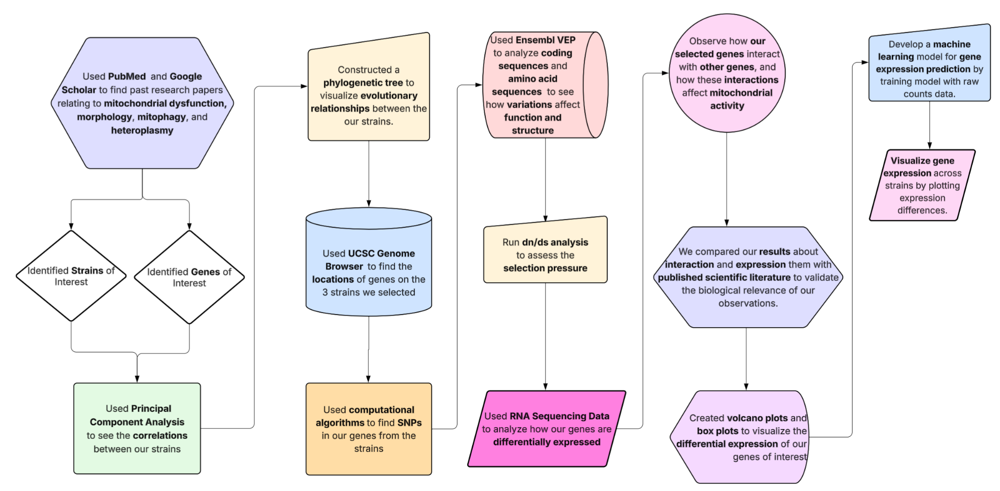 Used PubMed and Google
Scholar to find past research papers
relating to mitochondrial dysfunction,
morphology, mitophagy, and
heteroplasmy
Identified Strains of
Interest
Identified Genes of
Interest
Used Principal
Component Analysis
to see the correlations
between our strains
Constructed a
phylogenetic tree to
visualize evolutionary
relationships between the
our strains.
Used UCSC Genome
Browser to find the
locations of genes on the
3 strains we selected
Used computational
algorithms to find SNPs
in our genes from the
strains
Used Ensembl VEP
to analyze coding
sequences and
amino acid
sequences to see
how variations affect
function and
structure
Run dn/ds analysis
to assess the
selection pressure
Used RNA Sequencing Data
to analyze how our genes are
differentially expressed
Observe how our
selected genes interact
with other genes, and
how these interactions
affect mitochondrial
activity
We compared our results about
interaction and expression them with
published scientific literature to validate
the biological relevance of our
observations.
Created volcano plots and
box plots to visualize the
differential expression of our
genes of interest
Develop a machine
learning model for gene
expression prediction by
training model with raw
counts data.
Visualize gene
expression across
strains by plotting
expression
differences.